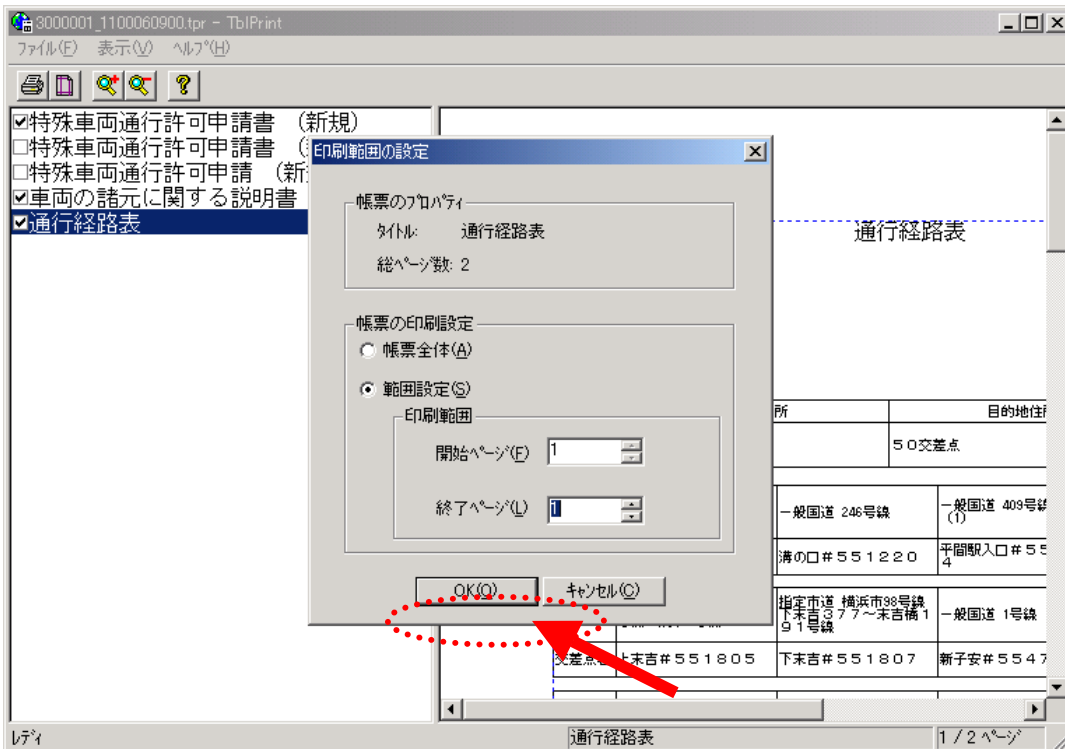 3000001_1100060900.tpr - TblPrint
ﾌｧｲﾙ(F) 表示(V) ﾍﾙﾌﾟ(H)
特殊車両通行許可申請書 （新規）
特殊車両通行許可申請書 （
特殊車両通行許可申請 （新
車両の諸元に関する説明書
通行経路表
印刷範囲の設定
帳票のﾌﾟﾛﾊﾟﾃｨ
ﾀｲﾄﾙ: 通行経路表
総ﾍﾟｰｼﾞ数: 2
帳票の印刷設定
帳票全体(A)
範囲設定(S)
印刷範囲
開始ﾍﾟｰｼﾞ(F) 1
終了ﾍﾟｰｼﾞ(L) 1
OK(O) ｷｬﾝｾﾙ(C)
通行経路表
所 目的地住
５０交差点
一般国道 246号線 一般国道 409号線
(1)
溝の口＃５５１２２０ 平間駅入口＃５５
４
指定市道 横浜市98号線
下末吉３７７～末吉橋１
９１号線
一般国道 1号線
交差点 上末吉＃５５１８０５ 下末吉＃５５１８０７ 新子安＃５５４７
ﾚﾃﾞｨ 通行経路表 1 / 2 ﾍﾟｰｼﾞ